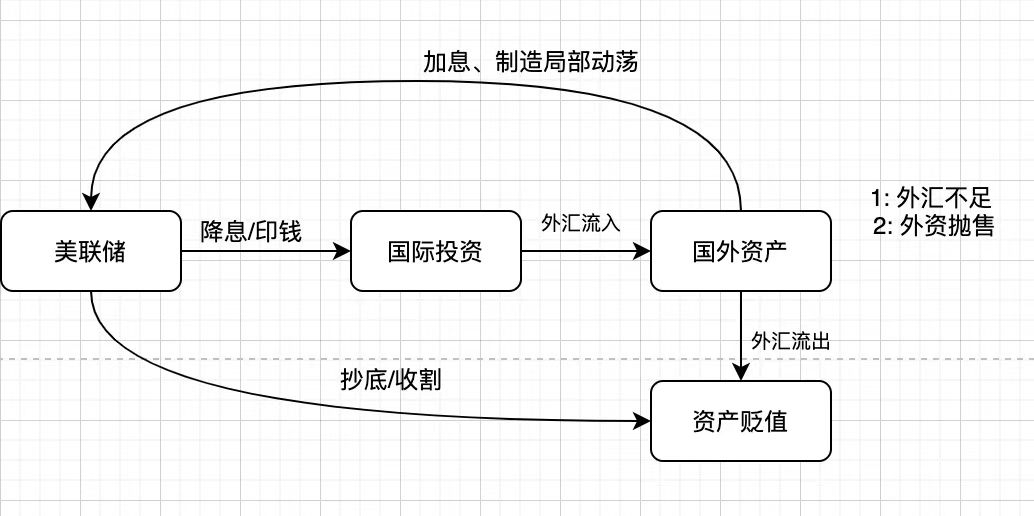 加息、制造局部动荡
1: 外汇不足
2: 外资抛售
降息/印钱
外汇流入
美联储
国际投资
国外资产
外汇流出
抄底/收割
资产贬值